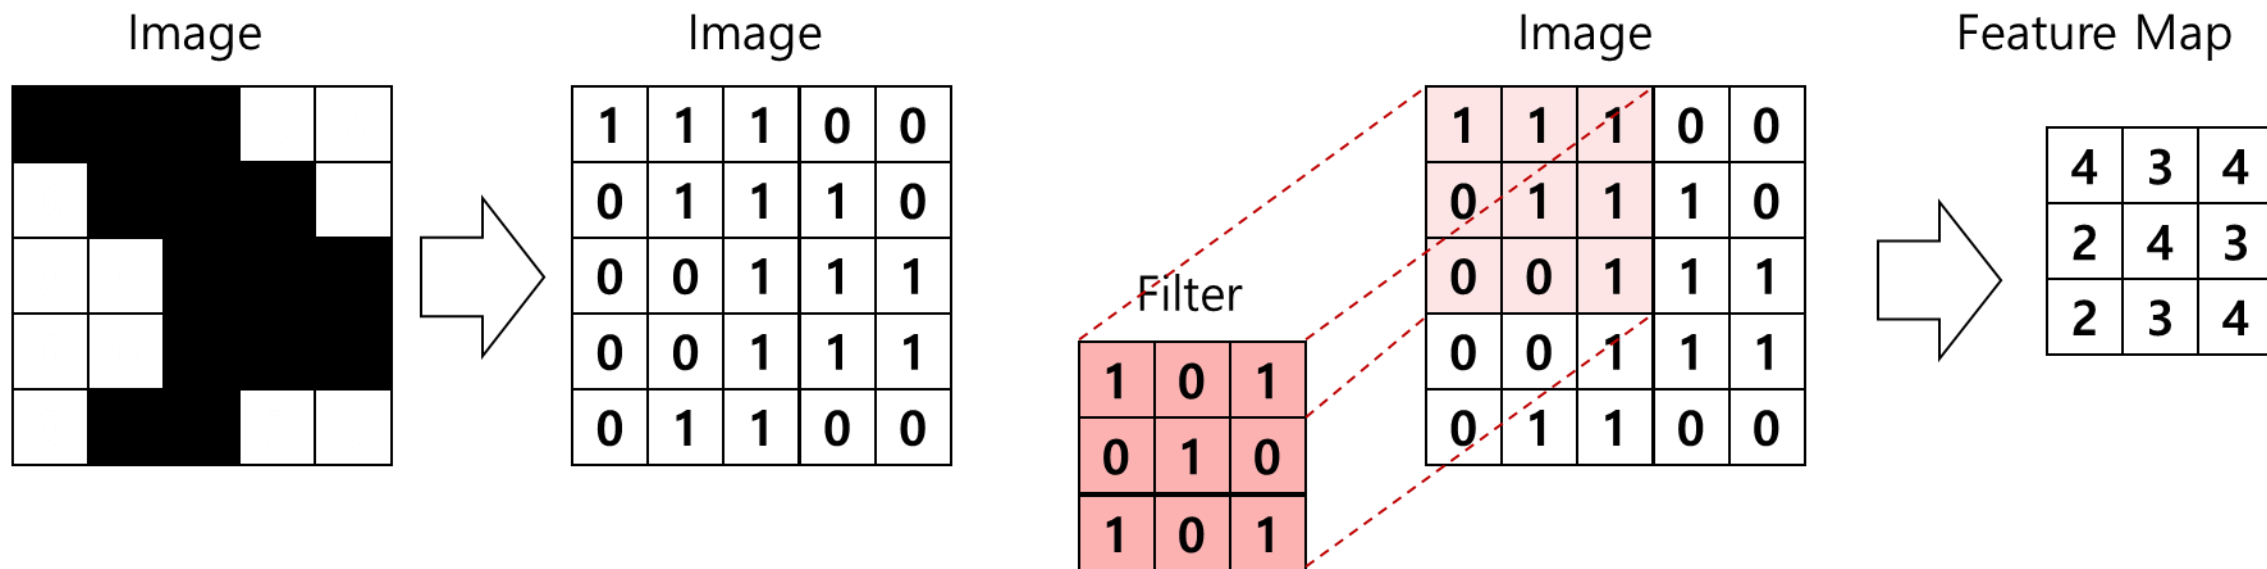 Image
Image
1 1 1 0 0
0 1 1 1 0
0 0 1 1 1
0 0 1 1 1
0 1 1 0 0
Filter
1 0 1
0 1 0
1 0 1
Image
1 1 1 0 0
0 1 1 1 0
0 0 1 1 1
0 0 1 1 1
0 1 1 0 0
Feature Map
4 3 4
2 4 3
2 3 4